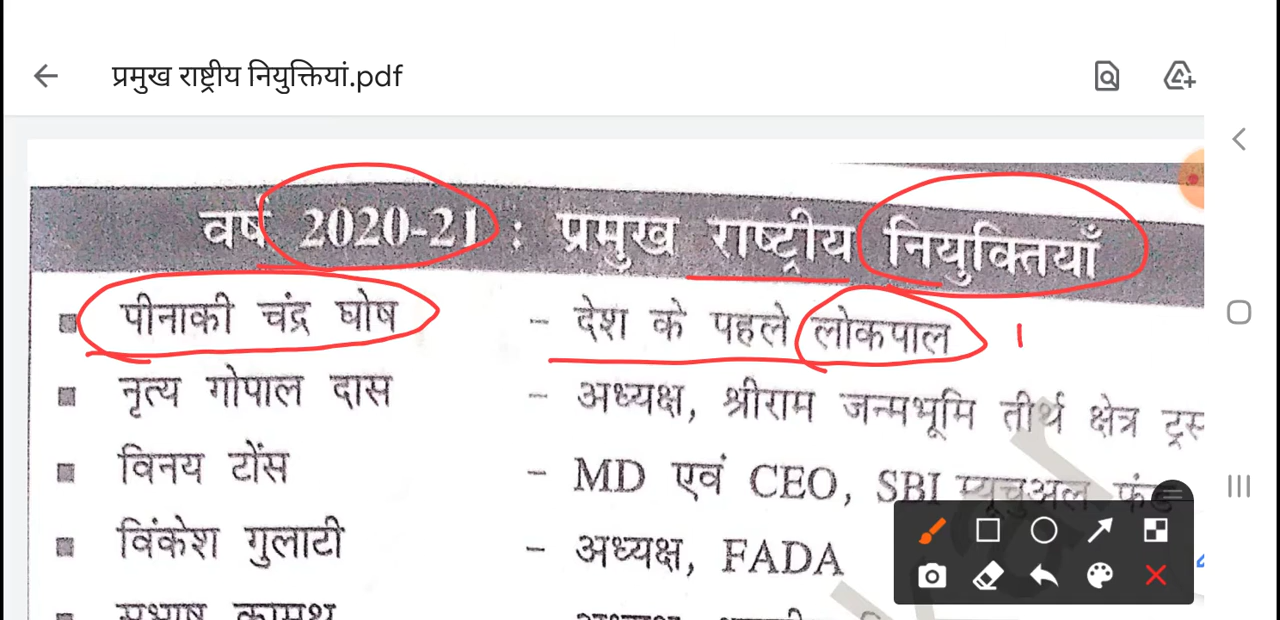 प्रमुख राष्ट्रीय नियुक्तियां.pdf
वर्ष 2020-21 : प्रमुख राष्ट्रीय नियुक्तियाँ
पीनाकी चंद्र घोष - देश के पहले लोकपाल
नृत्य गोपाल दास - अध्यक्ष, श्रीराम जन्मभूमि तीर्थ क्षेत्र
विनय टोंस - MD एवं CEO, SBI म्यूचुअल फंड
विंकेश गुलाटी - अध्यक्ष, FADA